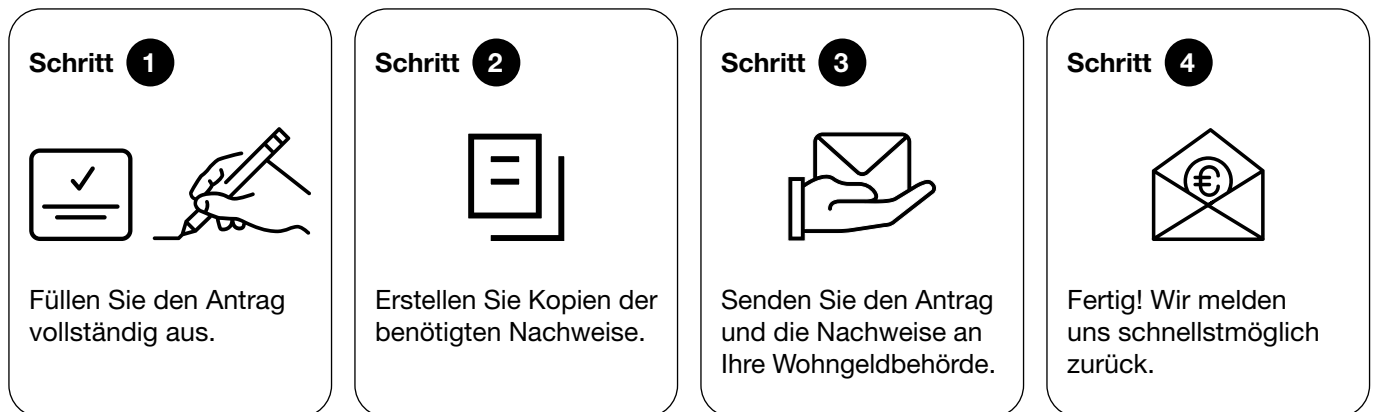 Schritt 1
Füllen Sie den Antrag
vollständig aus.
Schritt 2
Erstellen Sie Kopien der
benötigten Nachweise.
Schritt 3
Senden Sie den Antrag
und die Nachweise an
Ihre Wohngeldbehörde.
Schritt 4
€
Fertig! Wir melden
uns schnellstmöglich
zurück.